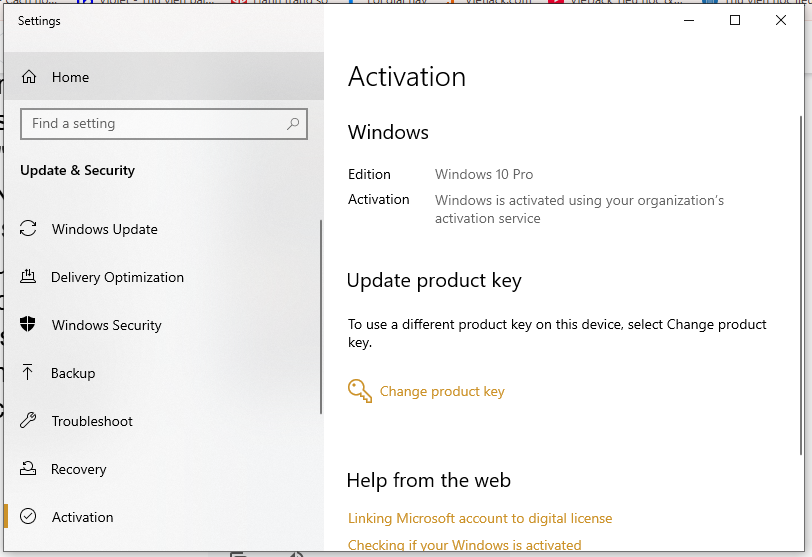 Settings
Home
Find a setting
Update & Security
Windows Update
Delivery Optimization
Windows Security
Backup
Troubleshoot
Recovery
Activation
Activation
Windows
Edition Windows 10 Pro
Activation Windows is activated using your organization's
activation service
Update product key
To use a different product key on this device, select Change product
key.
Change product key
Help from the web
Linking Microsoft account to digital license
Checking if your Windows is activated